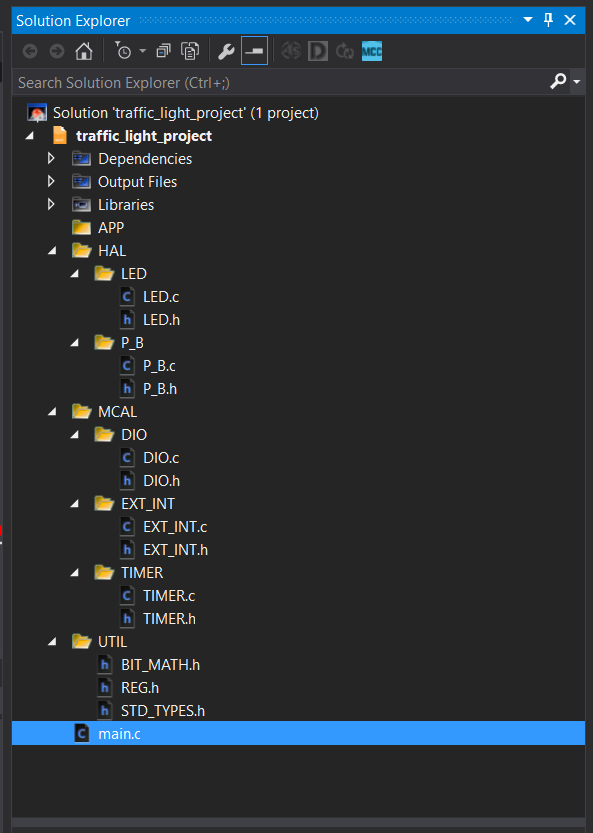 Solution Explorer
D MCC
Search Solution Explorer (Ctrl+;)
Solution 'traffic_light_project' (1 project)
traffic_light_project
Dependencies
Output Files
Libraries
APP
HAL
LED
C LED.c
h LED.h
P_B
C P_B.c
h P_B.h
MCAL
DIO
C DIO.c
h DIO.h
EXT_INT
C EXT_INT.c
h EXT_INT.h
TIMER
C TIMER.c
h TIMER.h
UTIL
h BIT_MATH.h
h REG.h
h STD_TYPES.h
C main.c